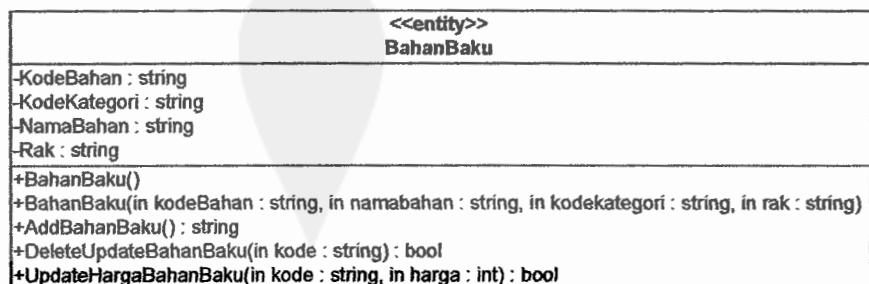 <<entity>>
BahanBaku
-KodeBahan : string
-KodeKategori : string
-NamaBahan : string
-Rak : string
+BahanBaku()
+BahanBaku(in kodeBahan : string, in namabahan : string, in kodekategori : string, in rak : string)
+AddBahanBaku() : string
+DeleteUpdateBahanBaku(in kode : string) : bool
+UpdateHargaBahanBaku(in kode : string, in harga : int) : bool